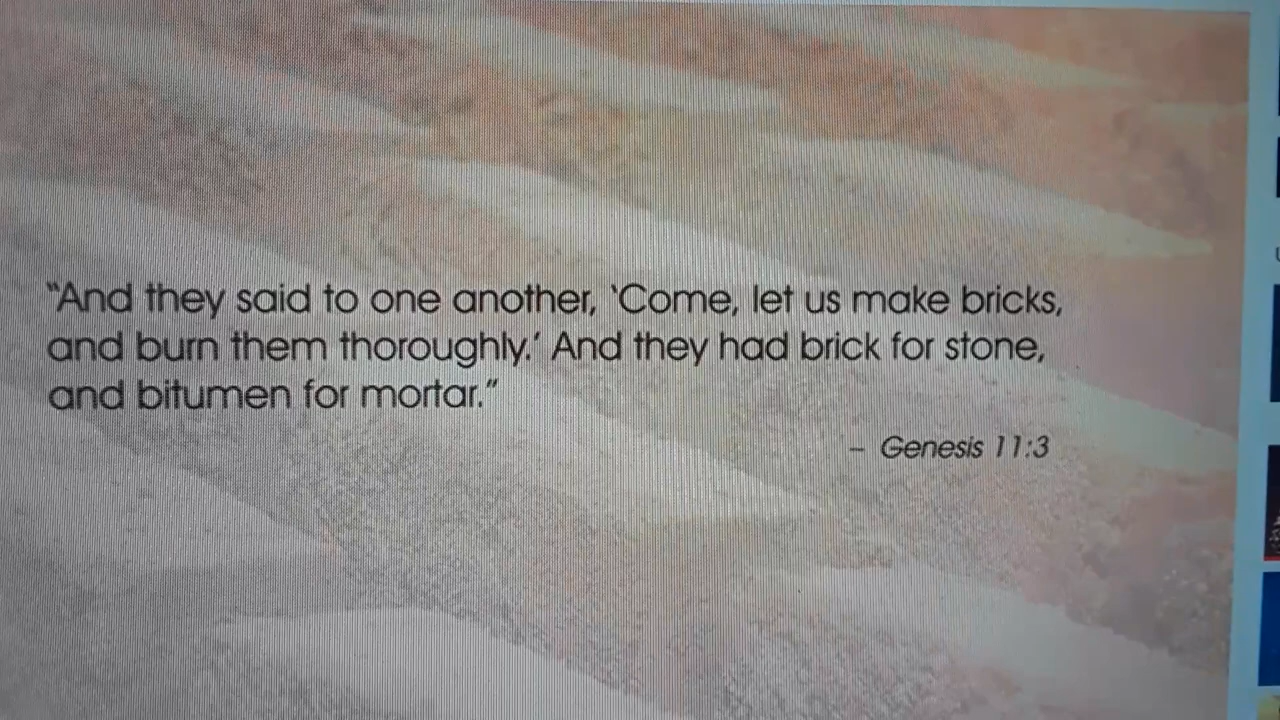 “And they said to one another, ‘Come, let us make bricks,
and burn them thoroughly.’ And they had brick for stone,
and bitumen for mortar.”
– Genesis 11:3